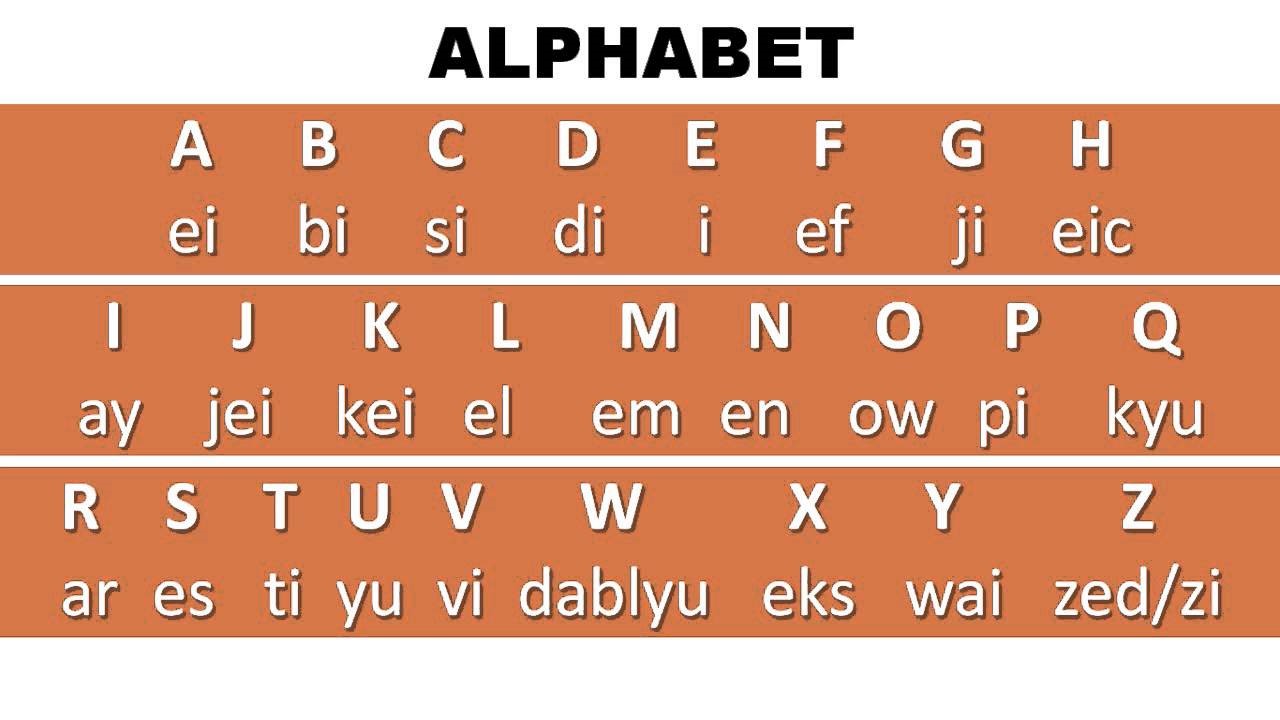 ALPHABET
A B C D E F G H
ei bi si di i ef ji eic
I J K L M N O P Q
ay jei kei el em en ow pi kyu
R S T U V W X Y Z
ar es ti yu vi dablyu eks wai zed/zi